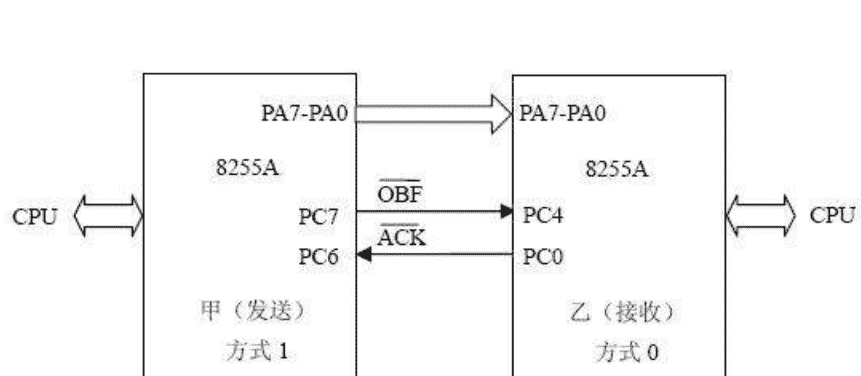 PA7-PA0
PA7-PA0
8255A
8255A
OBF
CPU
PC7
PC4
CPU
ACK
PC6
PC0
甲（发送）
乙（接收）
方式 1
方式 0